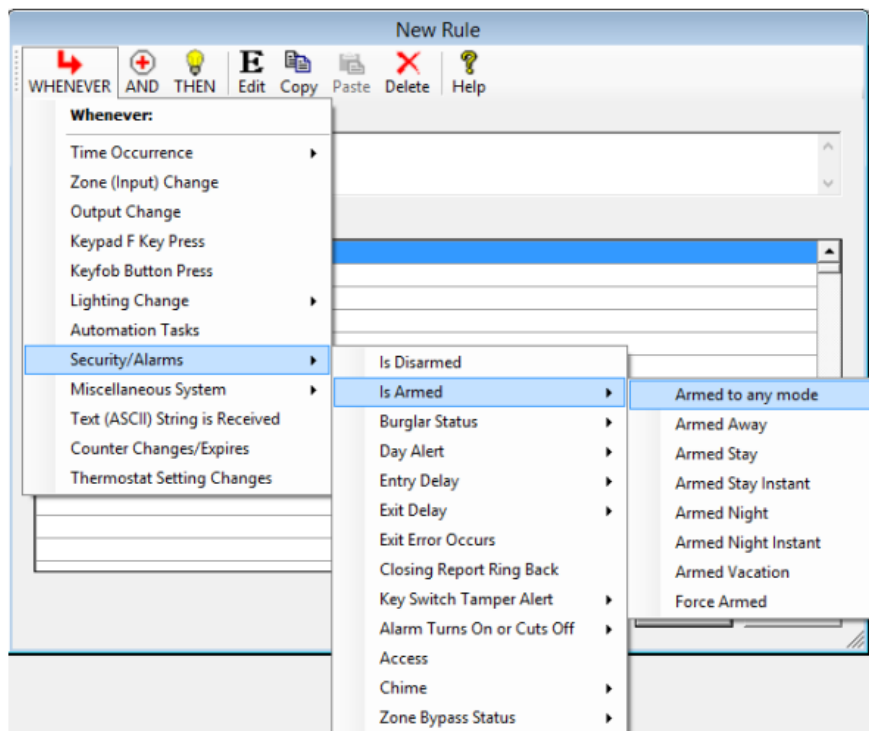 New Rule
WHENEVER AND THEN Edit Copy Paste Delete Help
Whenever:
Time Occurrence
Zone (Input) Change
Output Change
Keypad F Key Press
Keyfob Button Press
Lighting Change
Automation Tasks
Security/Alarms
Miscellaneous System
Text (ASCII) String is Received
Counter Changes/Expires
Thermostat Setting Changes
Is Disarmed
Is Armed
Burglar Status
Day Alert
Entry Delay
Exit Delay
Exit Error Occurs
Closing Report Ring Back
Key Switch Tamper Alert
Alarm Turns On or Cuts Off
Access
Chime
Zone Bypass Status
Armed to any mode
Armed Away
Armed Stay
Armed Stay Instant
Armed Night
Armed Night Instant
Armed Vacation
Force Armed